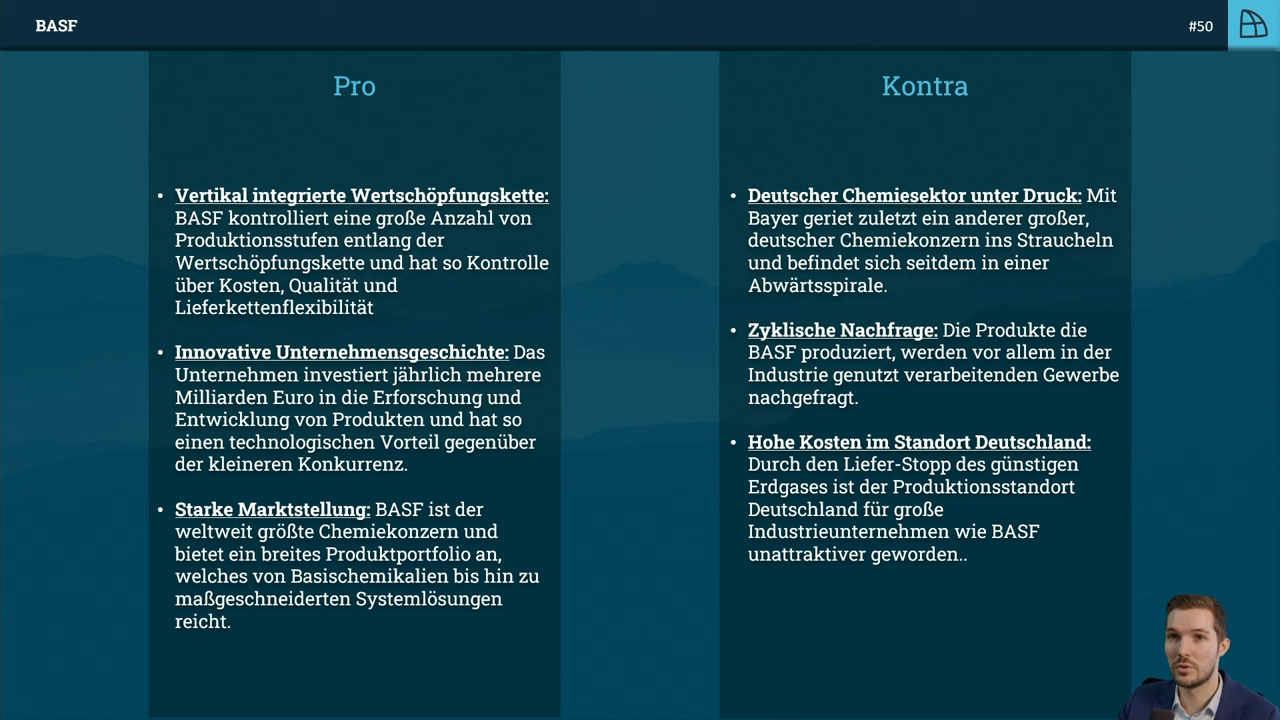 BASF
#50
Pro
• Vertikal integrierte Wertschöpfungskette:
BASF kontrolliert eine große Anzahl von
Produktionsstufen entlang der
Wertschöpfungskette und hat so Kontrolle
über Kosten, Qualität und
Lieferkettenflexibilität
• Innovative Unternehmensgeschichte: Das
Unternehmen investiert jährlich mehrere
Milliarden Euro in die Erforschung und
Entwicklung von Produkten und hat so
einen technologischen Vorteil gegenüber
der kleineren Konkurrenz.
• Starke Marktstellung: BASF ist der
weltweit größte Chemiekonzern und
bietet ein breites Produktportfolio an,
welches von Basischemikalien bis hin zu
maßgeschneiderten Systemlösungen
reicht.
Kontra
• Deutscher Chemiesektor unter Druck: Mit
Bayer geriet zuletzt ein anderer großer,
deutscher Chemiekonzern ins Straucheln
und befindet sich seitdem in einer
Abwärtsspirale.
• Zyklische Nachfrage: Die Produkte die
BASF produziert, werden vor allem in der
Industrie genutzt verarbeitenden Gewerbe
nachgefragt.
• Hohe Kosten im Standort Deutschland:
Durch den Liefer-Stopp des günstigen
Erdgases ist der Produktionsstandort
Deutschland für große
Industrieunternehmen wie BASF
unattraktiver geworden..